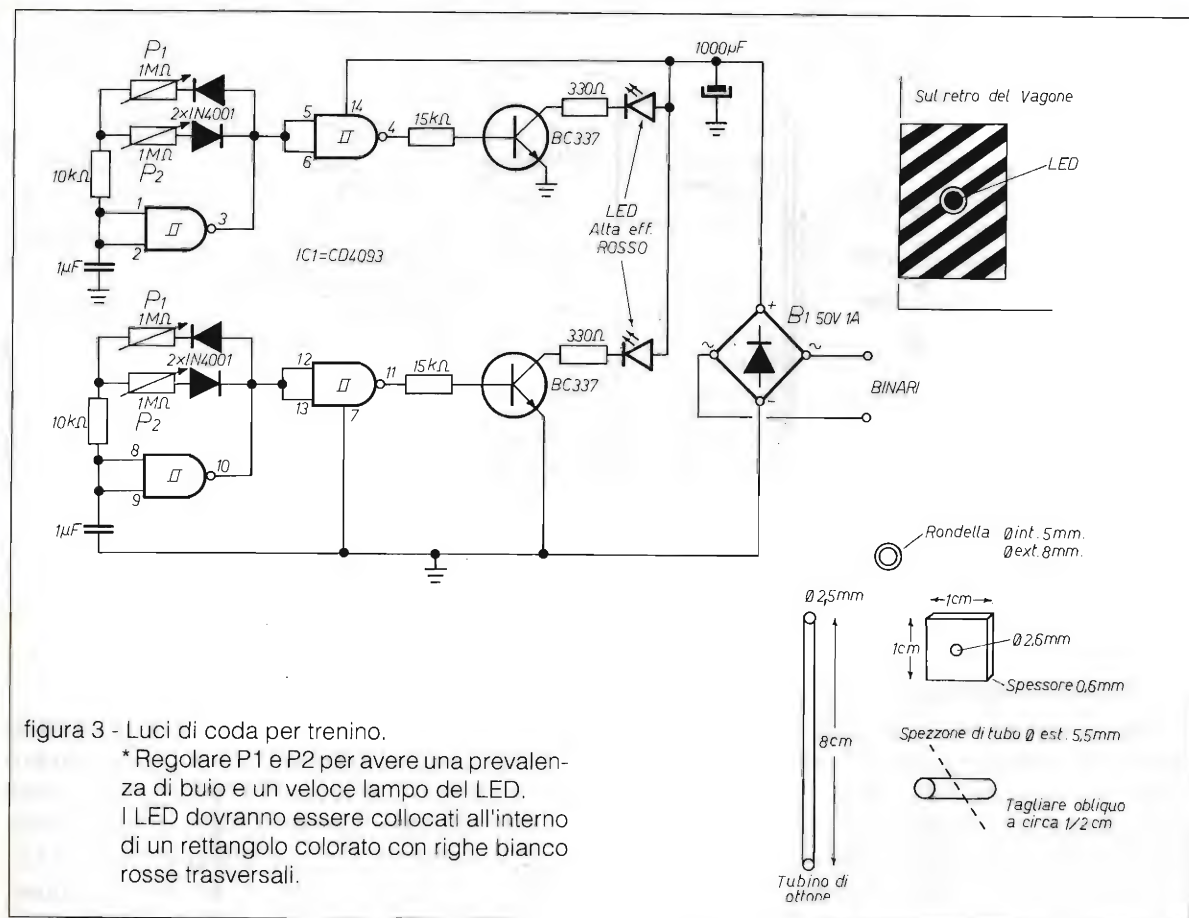 P1
1MΩ
2xIN4001
1MΩ
P2
10kΩ
1
2
3
1µF
5
6
14
4
15kΩ
BC337
330Ω
1000µF
LED
Alta eff.
ROSSO
IC1=CD4093
P1
1MΩ
2xIN4001
1MΩ
P2
10kΩ
8
9
10
1µF
12
13
11
7
15kΩ
BC337
330Ω
B1 50V 1A
+
~
~
-
BINARI
Sul retro del Vagone
LED
Rondella Øint. 5mm.
Øext. 8mm.
Ø2,5mm
8cm
Tubino di
ottone
1cm
1cm
Ø2,6mm
Spessore 0,6mm
Spezzone di tubo Ø est. 5,5mm
Tagliare obliquo
a circa 1/2 cm
figura 3 - Luci di coda per trenino.
* Regolare P1 e P2 per avere una prevalen-
za di buio e un veloce lampo del LED.
I LED dovranno essere collocati all'interno
di un rettangolo colorato con righe bianco
rosse trasversali.